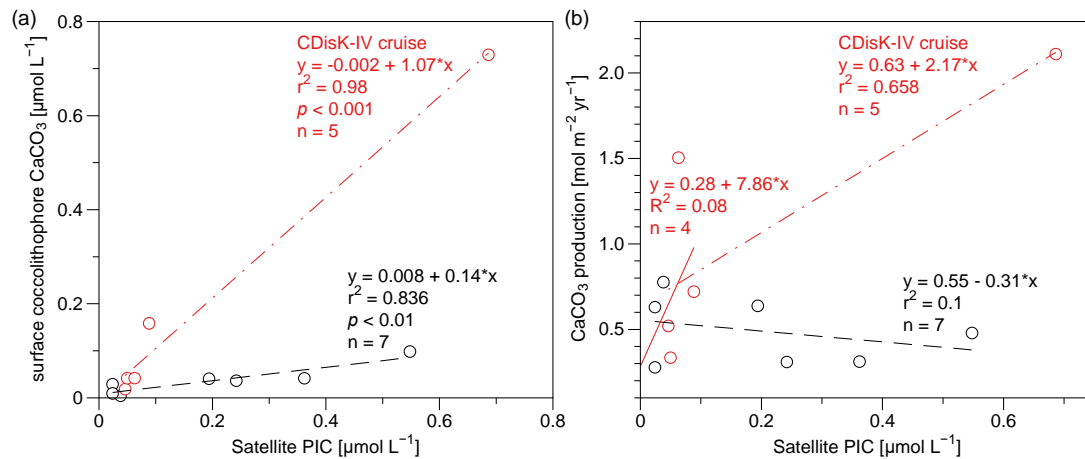 (a)
0.8
0.6
0.4
0.2
0
surface coccolithophore CaCO₃ [µmol L⁻¹]
CDisK-IV cruise
y = -0.002 + 1.07*x
r² = 0.98
p < 0.001
n = 5
y = 0.008 + 0.14*x
r² = 0.836
p < 0.01
n = 7
0 0.2 0.4 0.6 0.8
Satellite PIC [µmol L⁻¹]
(b)
2.0
1.5
1.0
0.5
CaCO₃ production [mol m⁻² yr⁻¹]
CDisK-IV cruise
y = 0.63 + 2.17*x
r² = 0.658
n = 5
y = 0.28 + 7.86*x
R² = 0.08
n = 4
y = 0.55 - 0.31*x
r² = 0.1
n = 7
0 0.2 0.4 0.6
Satellite PIC [µmol L⁻¹]